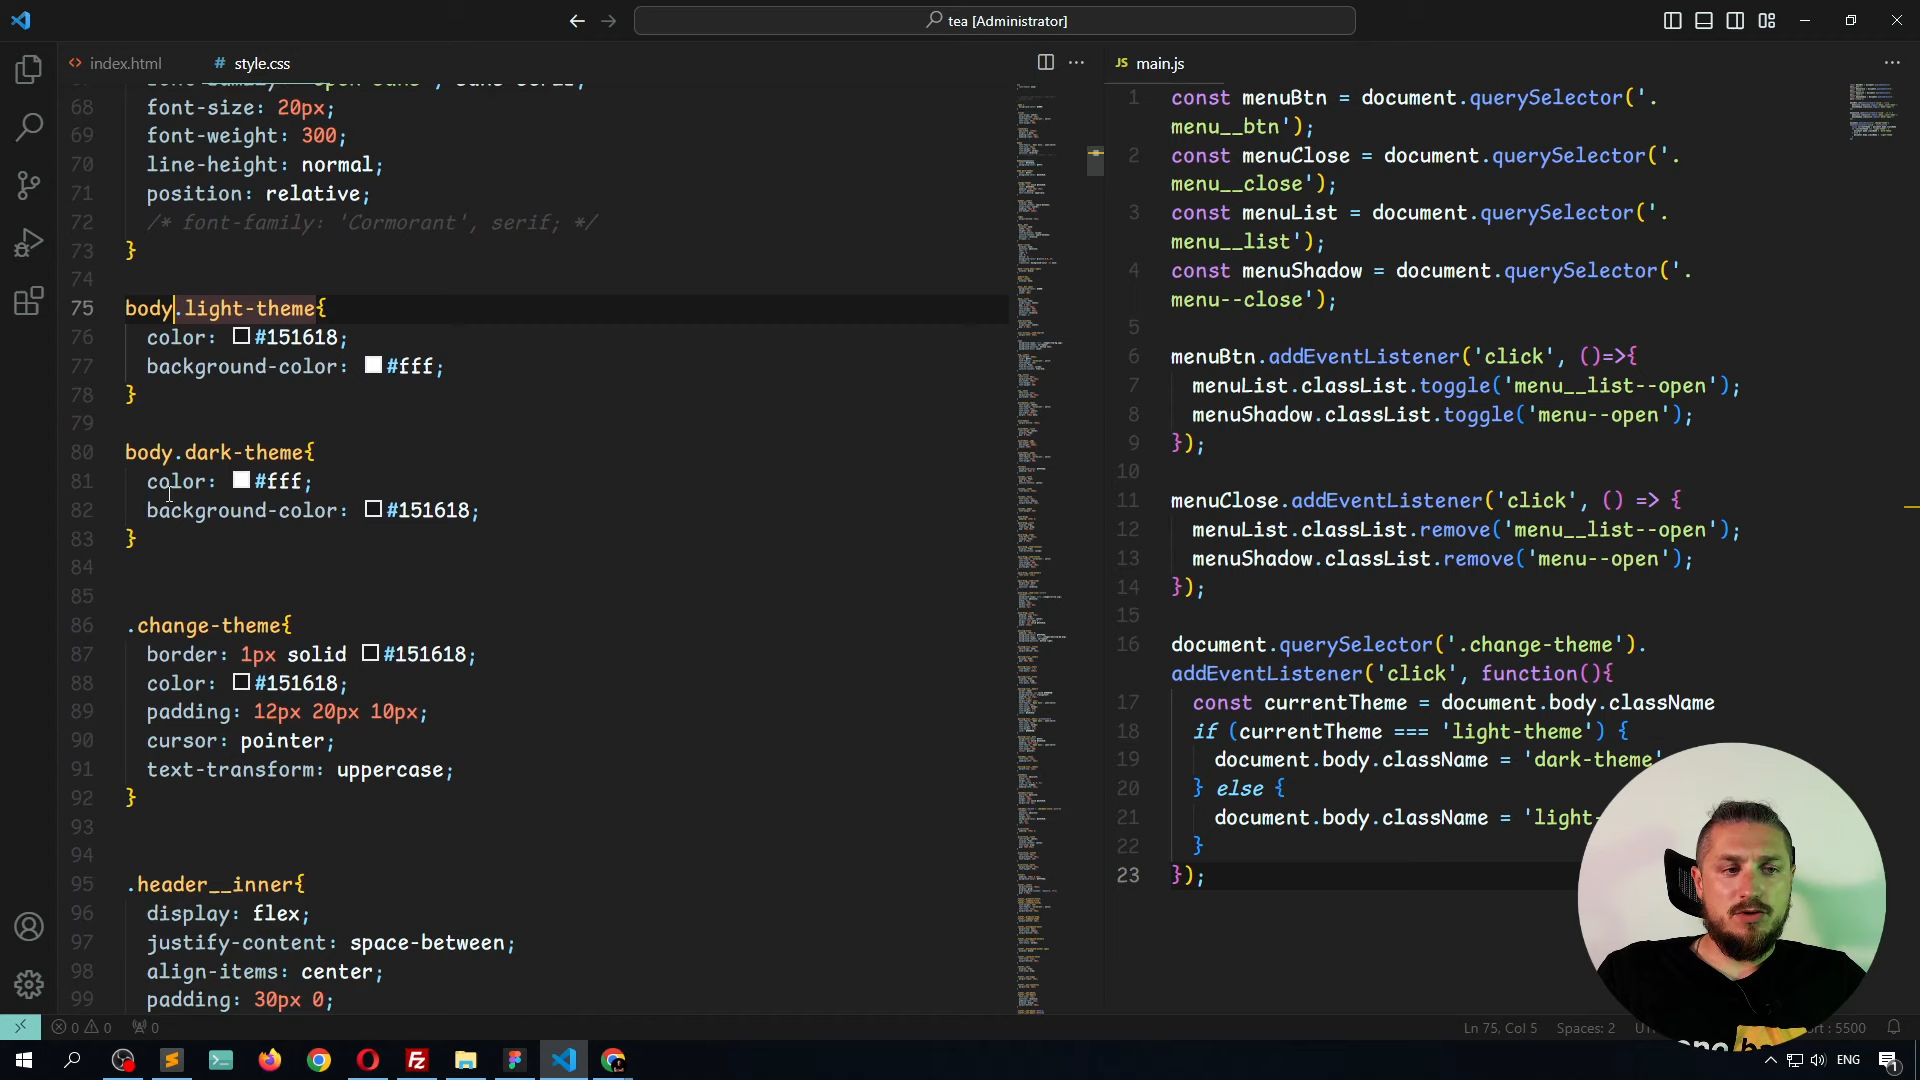 tea [Administrator]
index.html
style.css
JS main.js
68 font-size: 20px;
69 font-weight: 300;
70 line-height: normal;
71 position: relative;
72 /* font-family: 'Cormorant', serif; */
73 }
74
75 body.light-theme{
76 color: #151618;
77 background-color: #fff;
78 }
79
80 body.dark-theme{
81 color: #fff;
82 background-color: #151618;
83 }
84
85
86 .change-theme{
87 border: 1px solid #151618;
88 color: #151618;
89 padding: 12px 20px 10px;
90 cursor: pointer;
91 text-transform: uppercase;
92 }
93
94
95 .header__inner{
96 display: flex;
97 justify-content: space-between;
98 align-items: center;
99 padding: 30px 0;
1 const menuBtn = document.querySelector('.
menu__btn');
2 const menuClose = document.querySelector('.
menu__close');
3 const menuList = document.querySelector('.
menu__list');
4 const menuShadow = document.querySelector('.
menu--close');
5
6 menuBtn.addEventListener('click', ()=>{
7 menuList.classList.toggle('menu__list--open');
8 menuShadow.classList.toggle('menu--open');
9 });
10
11 menuClose.addEventListener('click', () => {
12 menuList.classList.remove('menu__list--open');
13 menuShadow.classList.remove('menu--open');
14 });
15
16 document.querySelector('.change-theme').
addEventListener('click', function(){
17 const currentTheme = document.body.className
18 if (currentTheme === 'light-theme') {
19 document.body.className = 'dark-theme'
20 } else {
21 document.body.className = 'light-
22 }
23 });
0 0 0
Ln 75, Col 5 Spaces: 2 : 5500
ENG